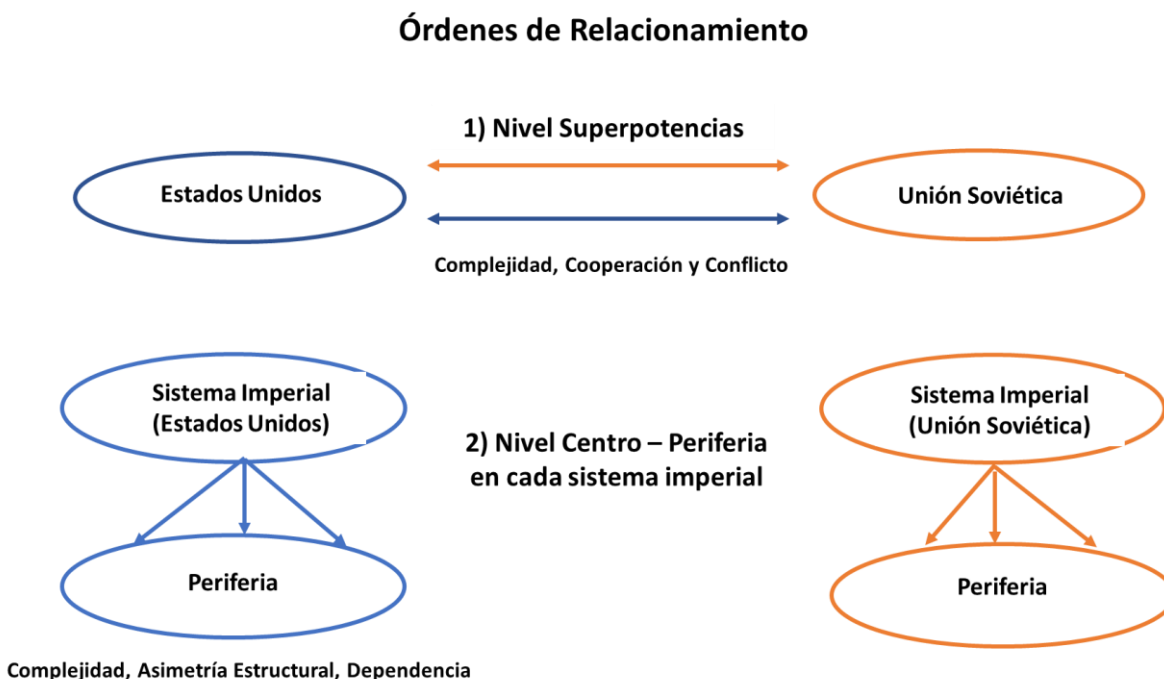 Órdenes de Relacionamiento
1) Nivel Superpotencias
Estados Unidos
Unión Soviética
Complejidad, Cooperación y Conflicto
Sistema Imperial
(Estados Unidos)
Sistema Imperial
(Unión Soviética)
2) Nivel Centro – Periferia
en cada sistema imperial
Periferia
Periferia
Complejidad, Asimetría Estructural, Dependencia